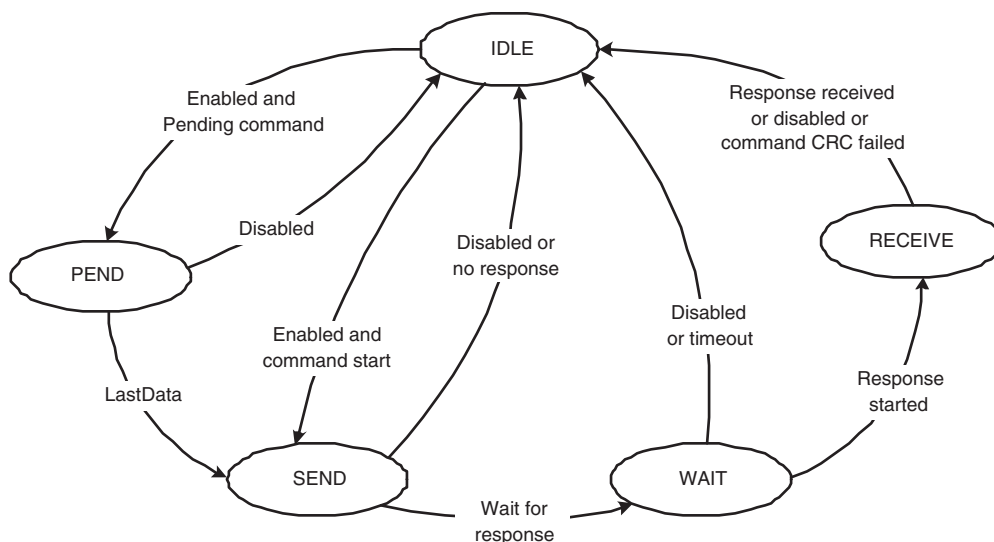 IDLE
Enabled and
Pending command
Response received
or disabled or
command CRC failed
Disabled
Disabled or
no response
RECEIVE
PEND
Enabled and
command start
Disabled
or timeout
LastData
Response
started
SEND
WAIT
Wait for
response